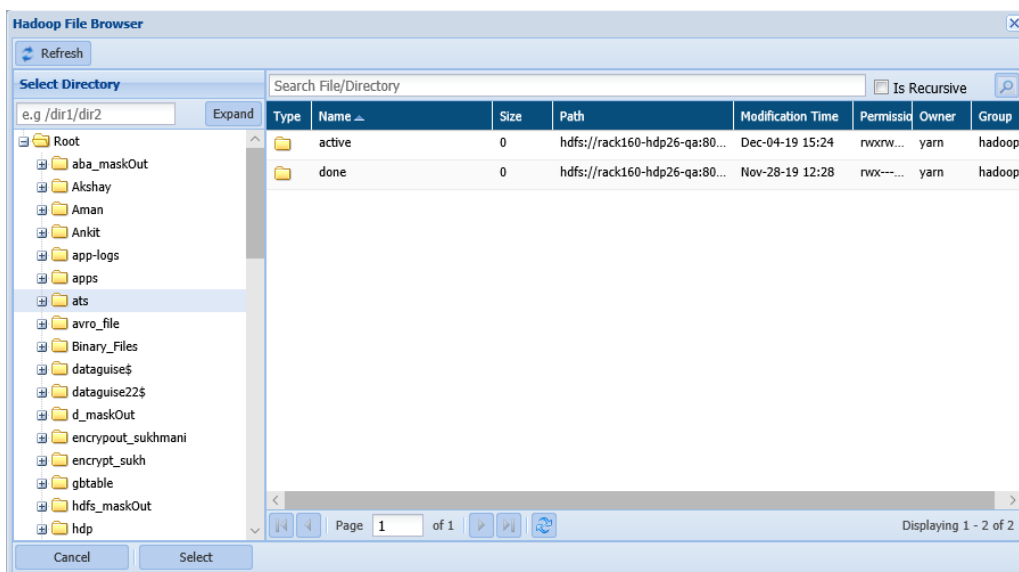 Hadoop File Browser
Refresh
Select Directory
e.g /dir1/dir2 Expand
Root
aba_maskOut
Akshay
Aman
Ankit
app-logs
apps
ats
avro_file
Binary_Files
dataguise$
dataguise22$
d_maskOut
encrypout_sukhmani
encrypt_sukh
gbtable
hdfs_maskOut
hdp
Cancel Select
Search File/Directory Is Recursive
Type Name Size Path Modification Time Permissio Owner Group
active 0 hdfs://rack160-hdp26-qa:80... Dec-04-19 15:24 rwxrw... yarn hadoop
done 0 hdfs://rack160-hdp26-qa:80... Nov-28-19 12:28 rwx---... yarn hadoop
Page 1 of 1 Displaying 1 - 2 of 2